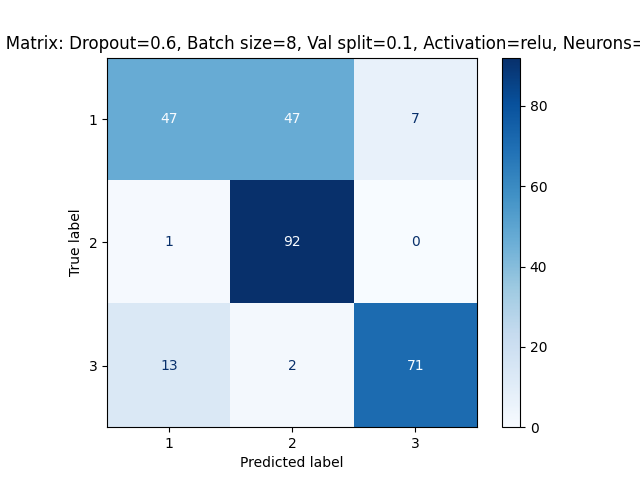 Matrix: Dropout=0.6, Batch size=8, Val split=0.1, Activation=relu, Neurons=
47 47 7
1 92 0
13 2 71
1
2
3
True label
1 2 3
Predicted label
80
60
40
20
0